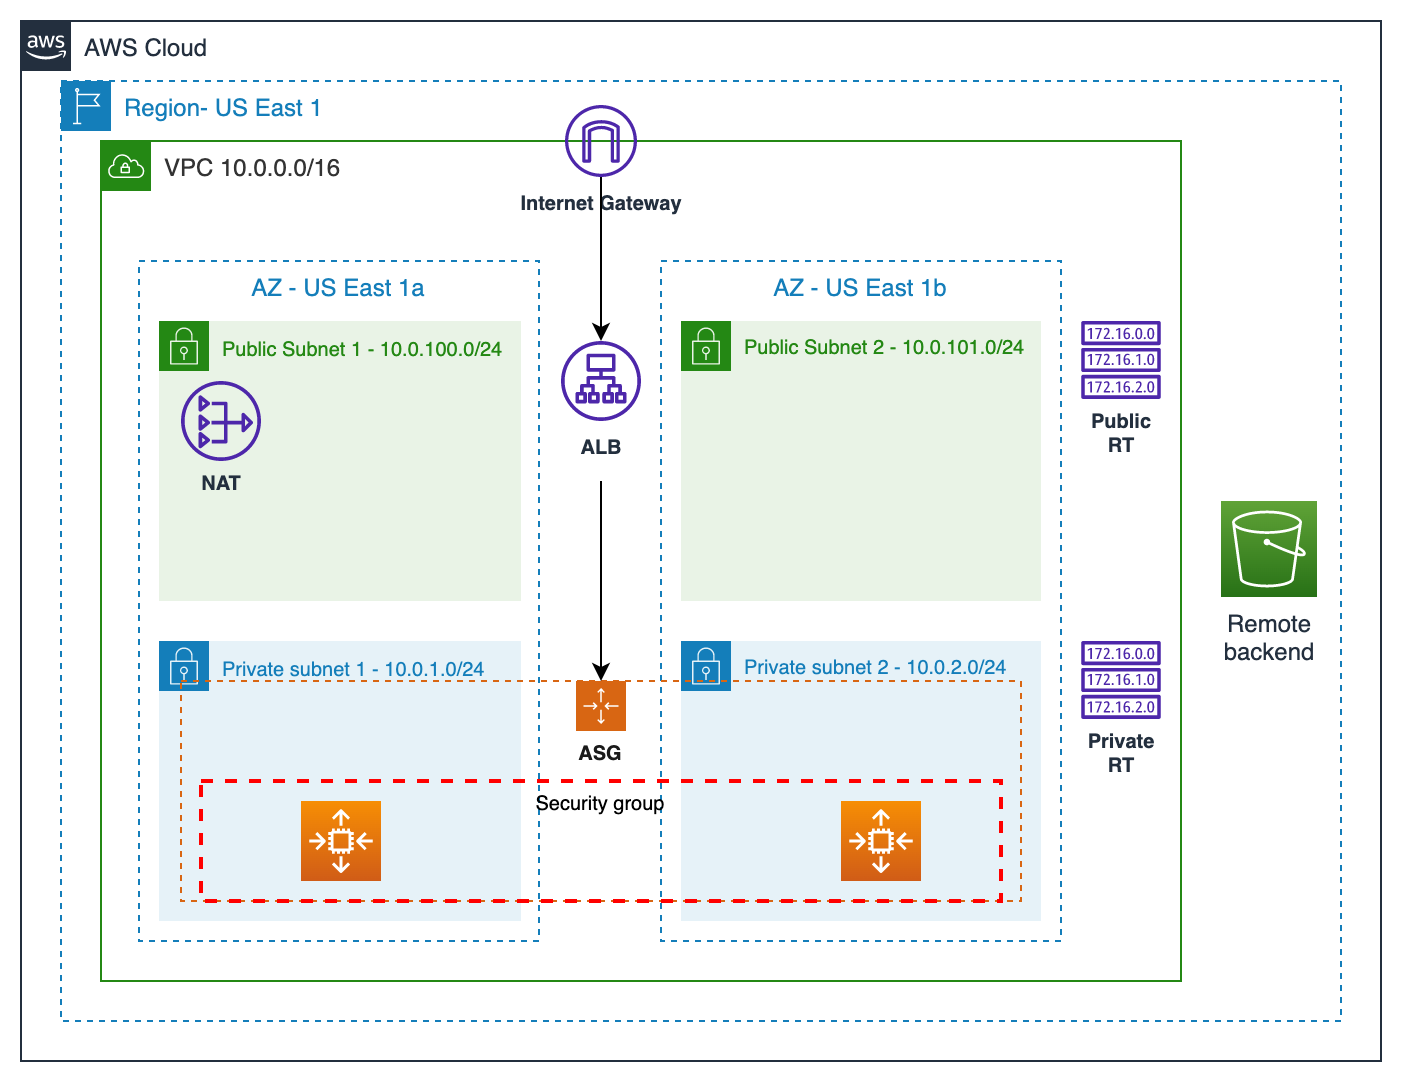 aws
AWS Cloud
Region- US East 1
VPC 10.0.0.0/16
Internet Gateway
AZ - US East 1a
AZ - US East 1b
Public Subnet 1 - 10.0.100.0/24
Public Subnet 2 - 10.0.101.0/24
172.16.0.0
172.16.1.0
172.16.2.0
Public
RT
NAT
ALB
Remote
backend
Private subnet 1 - 10.0.1.0/24
Private subnet 2 - 10.0.2.0/24
172.16.0.0
172.16.1.0
172.16.2.0
Private
RT
ASG
Security group